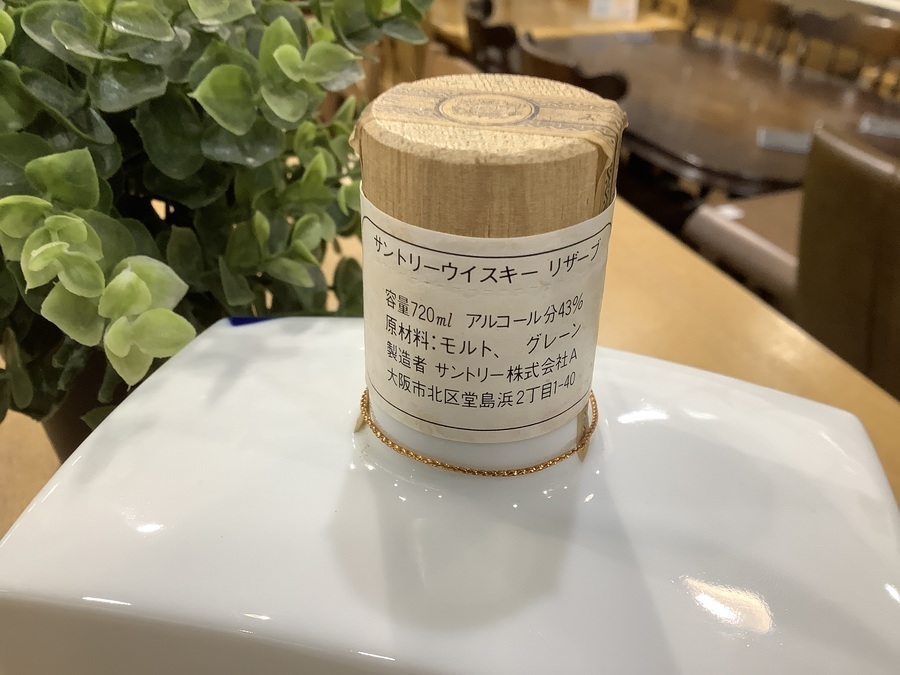 サントリーウイスキー リザーブ
容量720ml アルコール分43%
原材料:モルト、 グレーン
製造者 サントリー株式会社A
大阪市北区堂島浜2丁目1-40